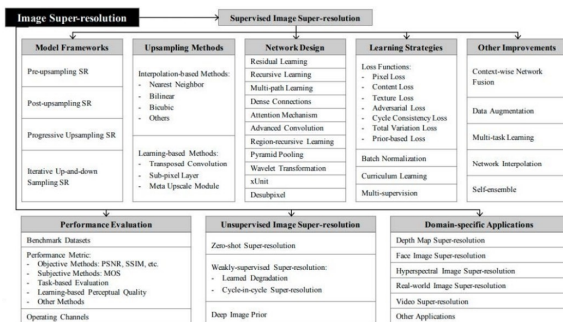 Image Super-resolution
Supervised Image Super-resolution
Model Frameworks
Pre-upsampling SR
Post-upsampling SR
Progressive Upsampling SR
Iterative Up-and-down
Sampling SR
Upsampling Methods
Interpolation-based Methods:
- Nearest Neighbor
- Bilinear
- Bicubic
- Others
Learning-based Methods:
- Transposed Convolution
- Sub-pixel Layer
- Meta Upscale Module
Network Design
Residual Learning
Recursive Learning
Multi-path Learning
Dense Connections
Attention Mechanism
Advanced Convolution
Region-recursive Learning
Pyramid Pooling
Wavelet Transformation
xUnit
Desubpixel
Learning Strategies
Loss Functions:
- Pixel Loss
- Content Loss
- Texture Loss
- Adversarial Loss
- Cycle Consistency Loss
- Total Variation Loss
- Prior-based Loss
Batch Normalization
Curriculum Learning
Multi-supervision
Other Improvements
Context-wise Network
Fusion
Data Augmentation
Multi-task Learning
Network Interpolation
Self-ensemble
Performance Evaluation
Benchmark Datasets
Performance Metric:
- Objective Methods: PSNR, SSIM, etc.
- Subjective Methods: MOS
- Task-based Evaluation
- Learning-based Perceptual Quality
- Other Methods
Operating Channels
Unsupervised Image Super-resolution
Zero-shot Super-resolution
Weakly-supervised Super-resolution:
- Learned Degradation
- Cycle-in-cycle Super-resolution
Deep Image Prior
Domain-specific Applications
Depth Map Super-resolution
Face Image Super-resolution
Hyperspectral Image Super-resolution
Real-world Image Super-resolution
Video Super-resolution
Other Applications